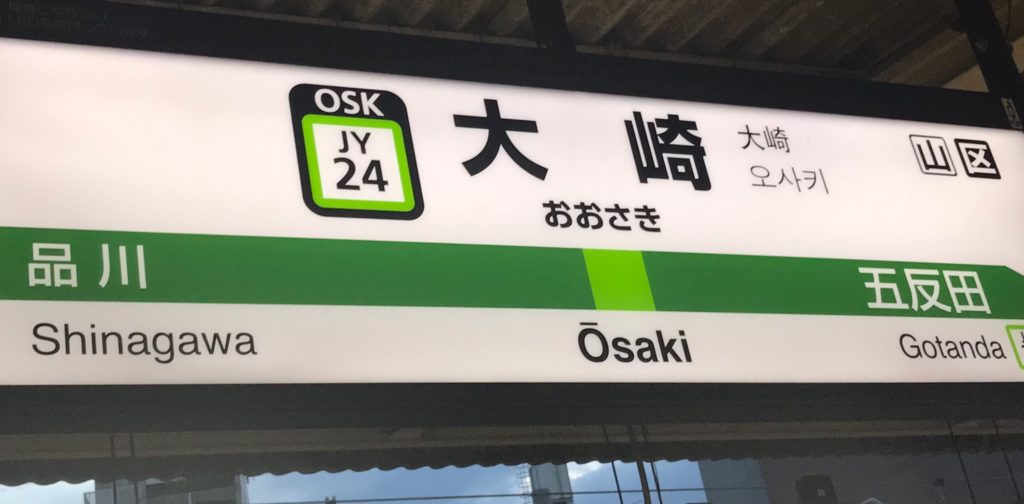 OSK
JY
24
大崎
おおさき
大崎
오사키
山 区
品川
五反田
Shinagawa
Ōsaki
Gotanda